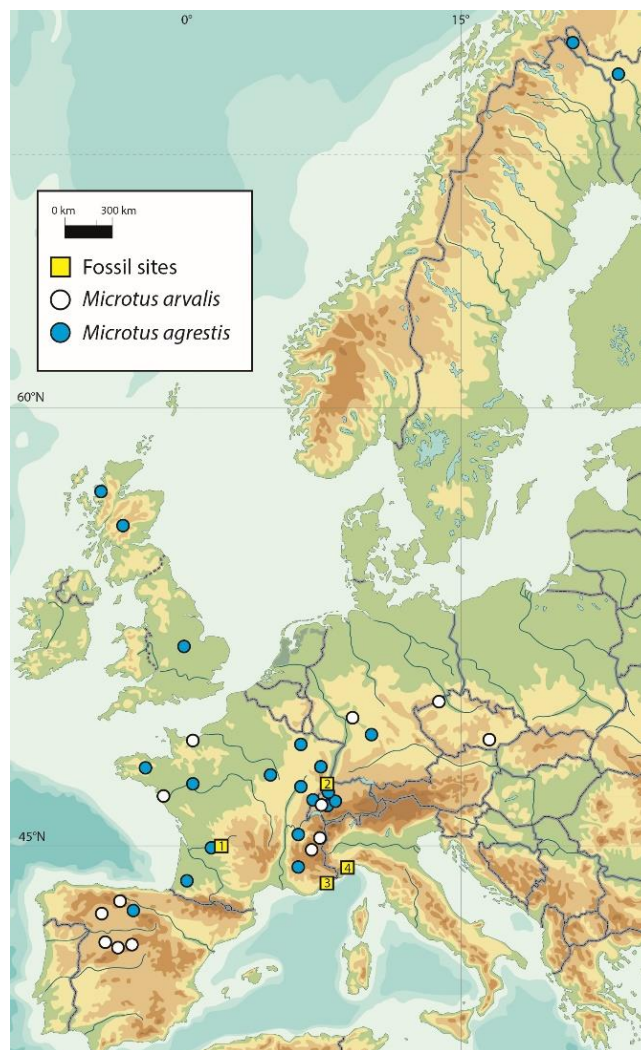 0° 15°
0 km 300 km
Fossil sites
Microtus arvalis
Microtus agrestis
60°N
2
45°N
1
4
3